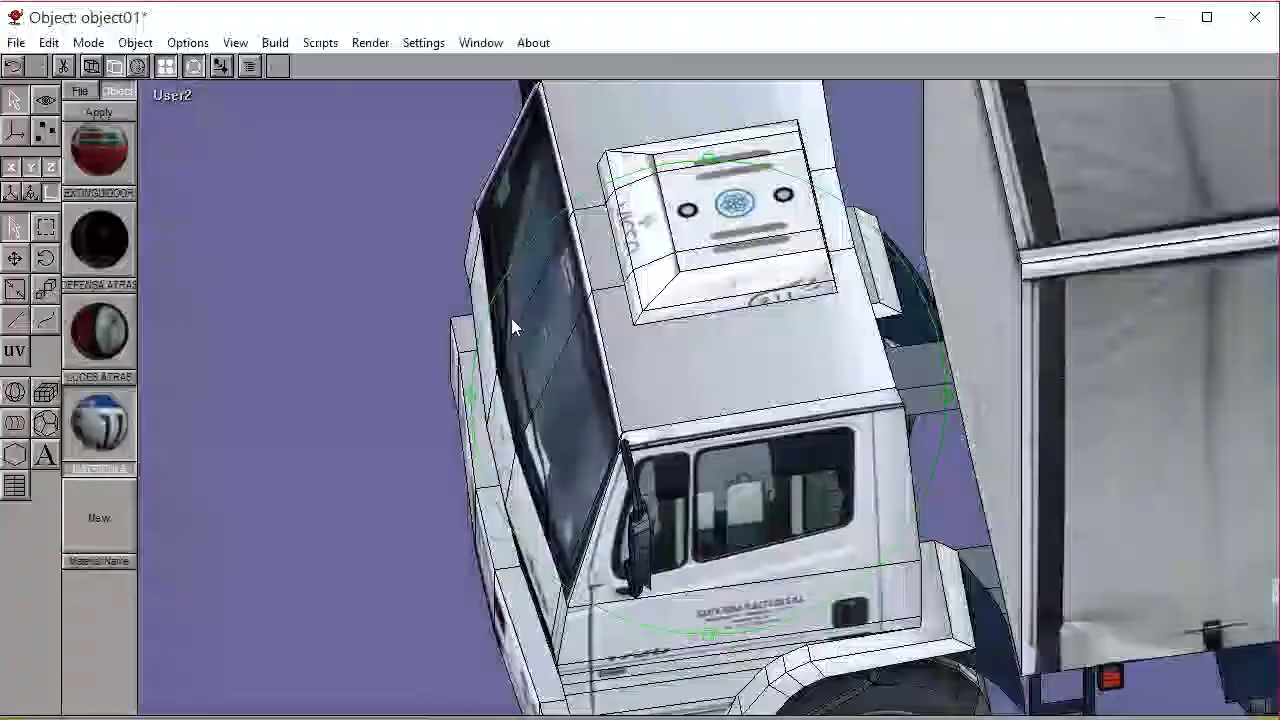 Object: object01*
File Edit Mode Object Options View Build Scripts Render Settings Window About
File Object
User2
Apply
EXTINGUIDOR
X Y Z
DEFENSA ATRAS
LUCES ATRAS
UV
A
New
Material Name